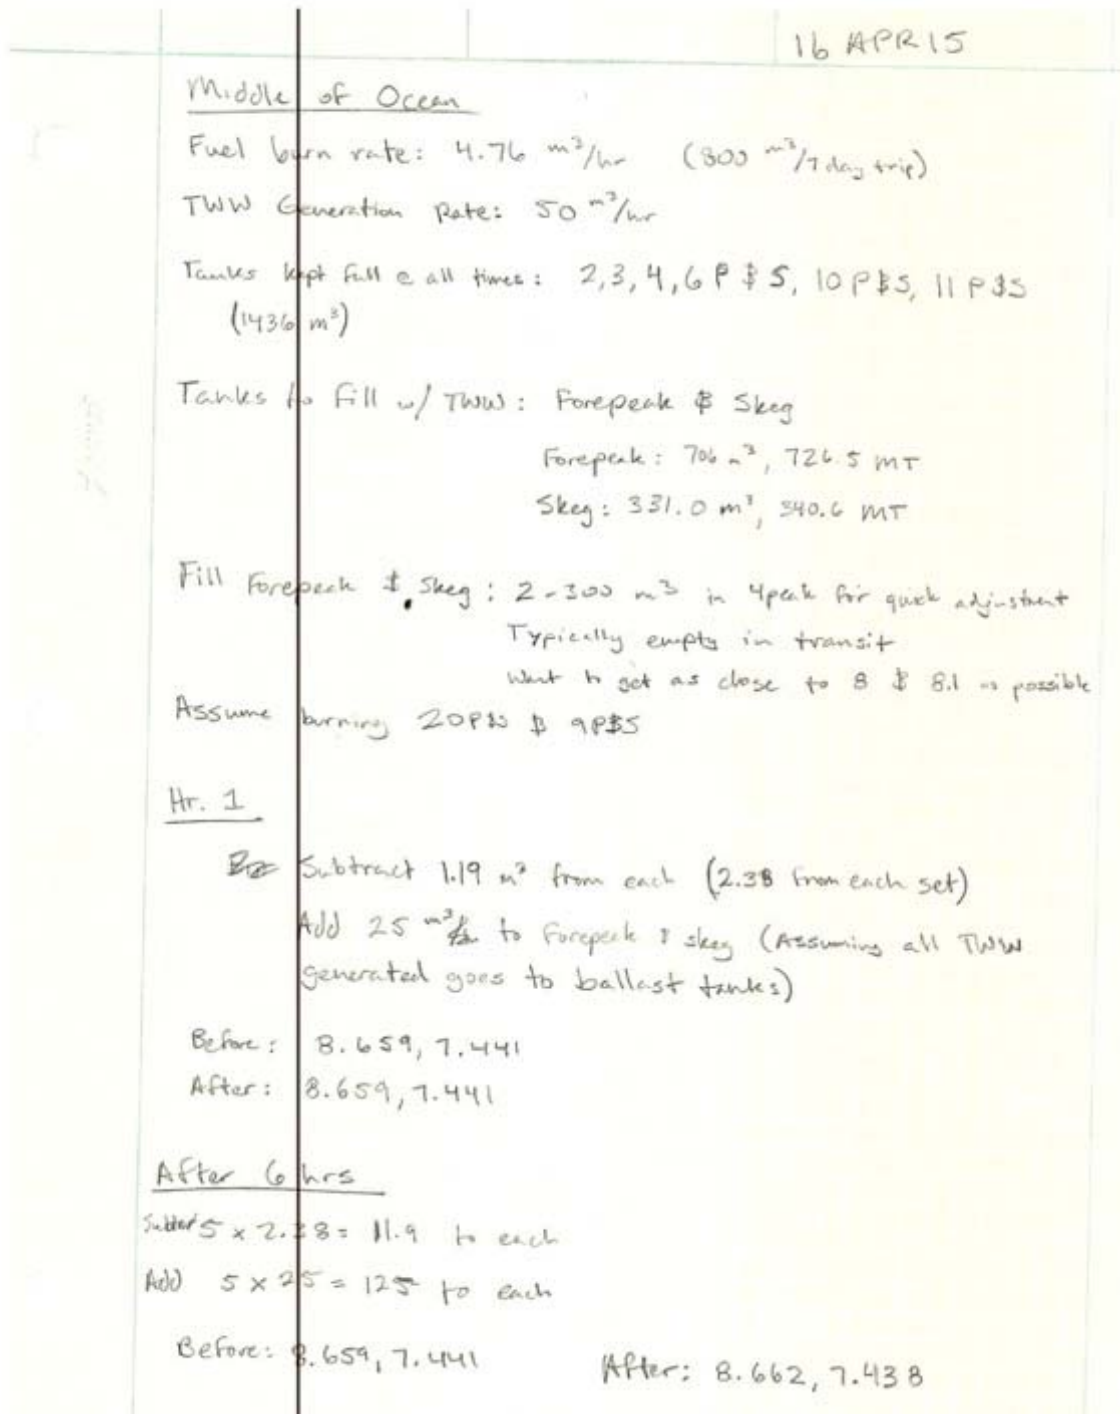 16 APR 15
Middle of Ocean
Fuel burn rate: 4.76 m³/hr (800 m³/7 day trip)
TWW Generation Rate: 50 m³/hr
Tanks kept full @ all times: 2,3,4,6 P & S, 10 P&S, 11 P&S
(1436 m³)
Tanks to fill w/ TWW: Forepeak & Skeg
Forepeak: 706 m³, 726.5 MT
Skeg: 331.0 m³, 340.6 MT
Fill Forepeak & Skeg: 2-300 m³ in 4peak for quick adjustment
Typically empty in transit
Want to get as close to 8 & 8.1 as possible
Assume burning 20P&S & 9P&S
Hr. 1
Subtract 1.19 m³ from each (2.38 from each set)
Add 25 m³ to forepeak & skeg (Assuming all TWW
generated goes to ballast tanks)
Before: 8.659, 7.441
After: 8.659, 7.441
After 6 hrs
5 x 2.38 = 11.9 to each
Add 5 x 25 = 125 to each
Before: 8.659, 7.441 After: 8.662, 7.438